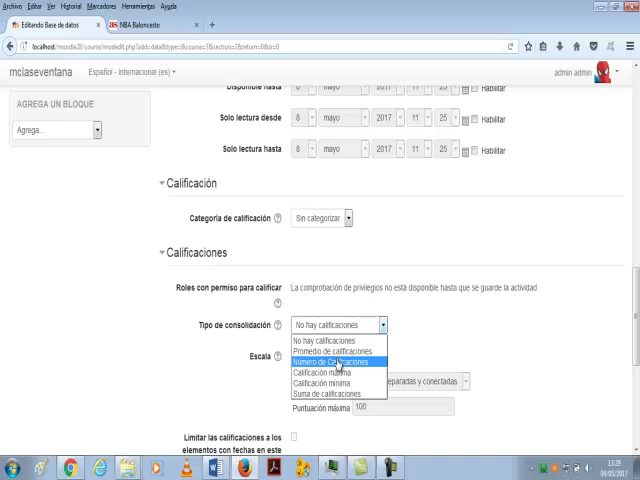 Archivo Editar Ver Historial Marcadores Herramientas Ayuda
Editando Base de datos × as NBA Baloncesto × +
localhost/moodle28/course/modedit.php?add=data&type=&course=3&section=2&return=0&sr=0
mclaseventana Español - Internacional (es) admin admin
AGREGA UN BLOQUE
Agrega...
Disponible hasta 8 mayo 2017 11 25 Habilitar
Solo lectura desde 8 mayo 2017 11 25 Habilitar
Solo lectura hasta 8 mayo 2017 11 25 Habilitar
Calificación
Categoría de calificación Sin categorizar
Calificaciones
Roles con permiso para calificar La comprobación de privilegios no está disponible hasta que se guarde la actividad
Tipo de consolidación No hay calificaciones
No hay calificaciones
Promedio de calificaciones
Número de Calificaciones
Calificación máxima
Calificación mínima
Suma de calificaciones
Escala
eparadas y conectadas
Puntuación máxima 100
Limitar las calificaciones a los
elementos con fechas en este
13:29
08/05/2017